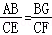 AB/CE = BG/CF